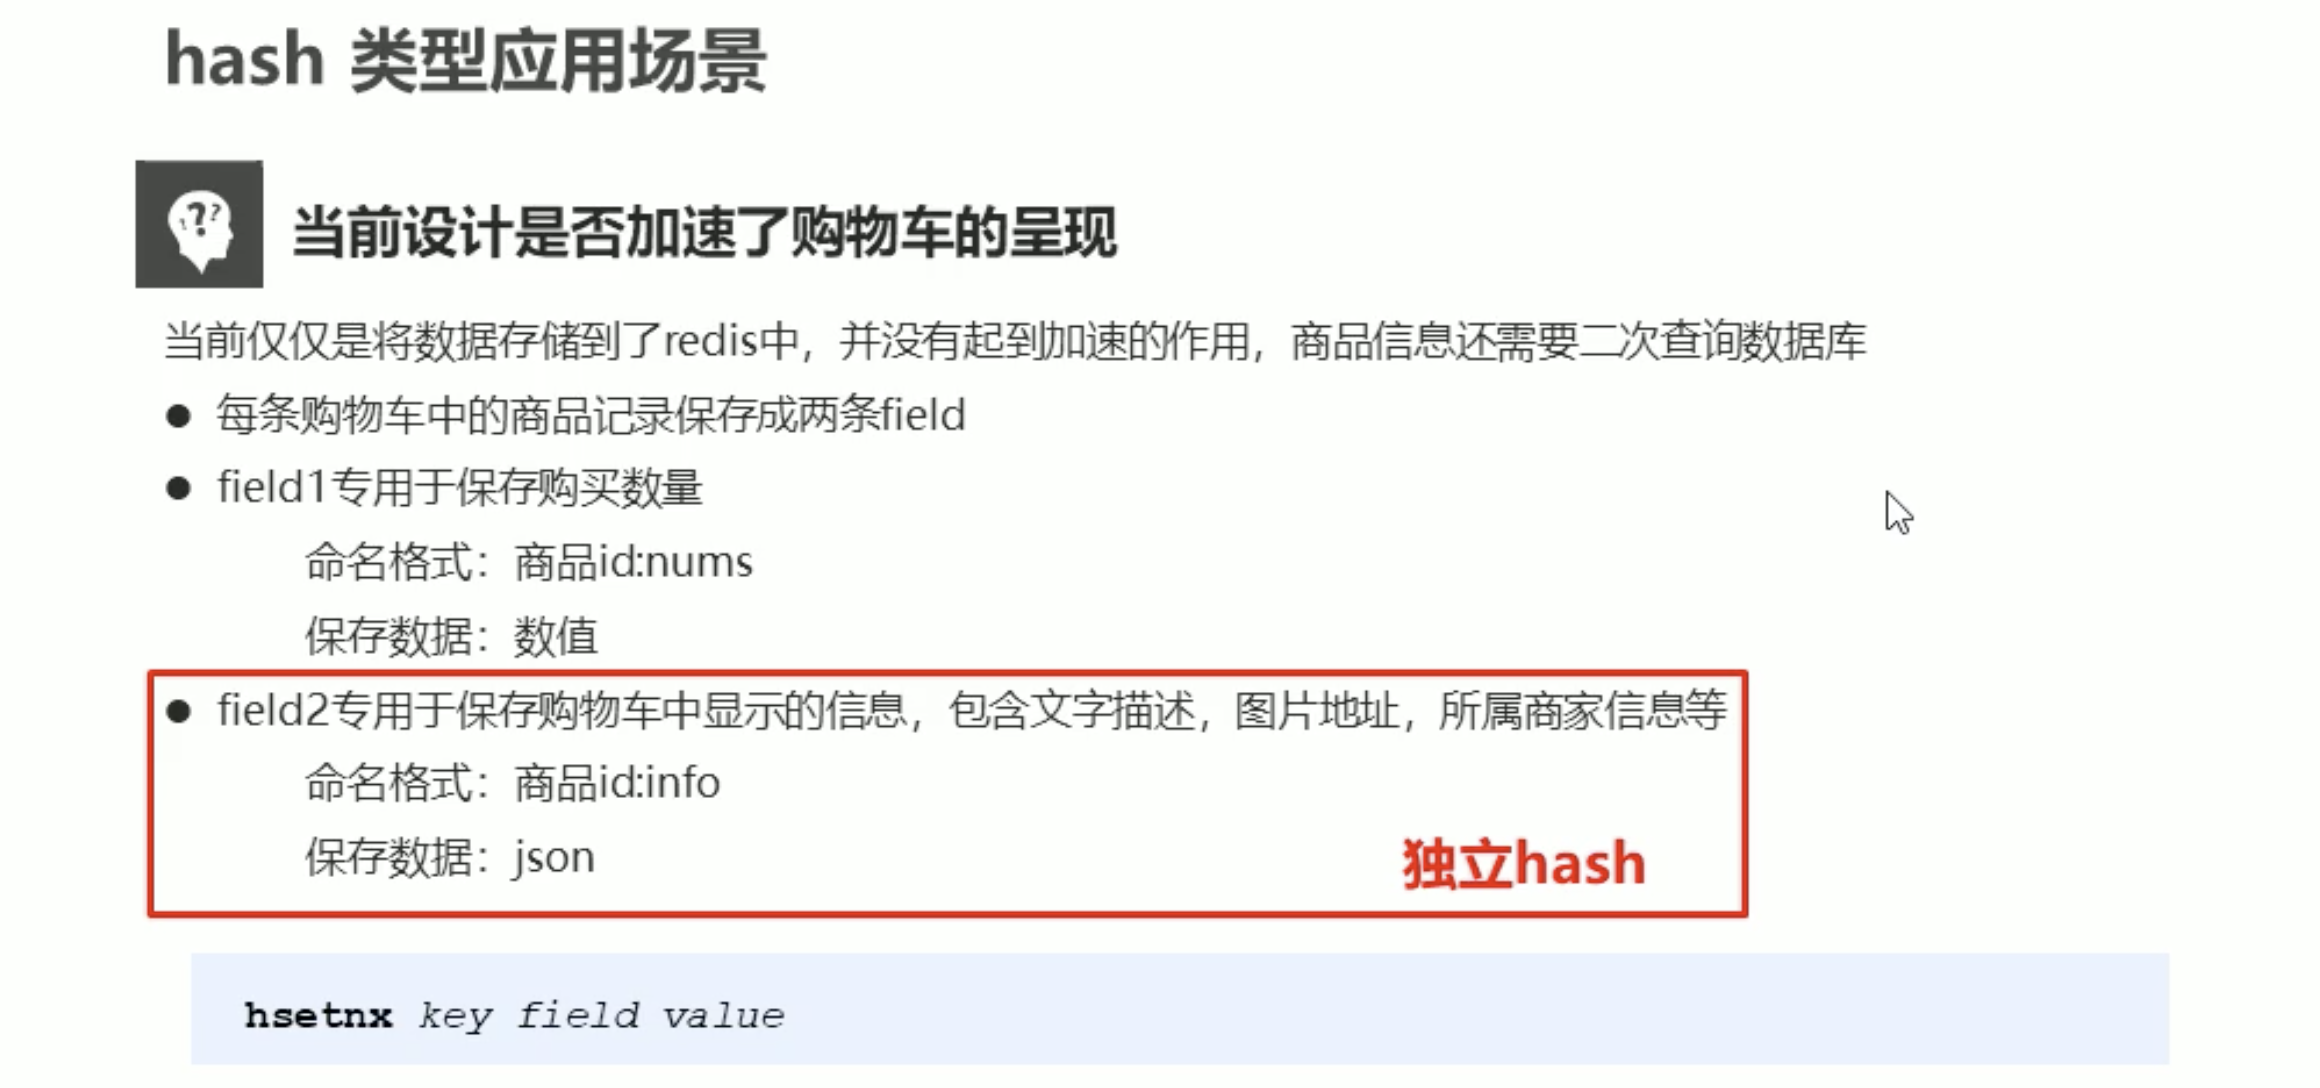 hash 类型应用场景
??
当前设计是否加速了购物车的呈现
当前仅仅是将数据存储到了redis中，并没有起到加速的作用，商品信息还需要二次查询数据库
● 每条购物车中的商品记录保存成两条field
● field1专用于保存购买数量
命名格式：商品id:nums
保存数据：数值
● field2专用于保存购物车中显示的信息，包含文字描述，图片地址，所属商家信息等
命名格式：商品id:info
保存数据：json
独立hash
hsetnx key field value